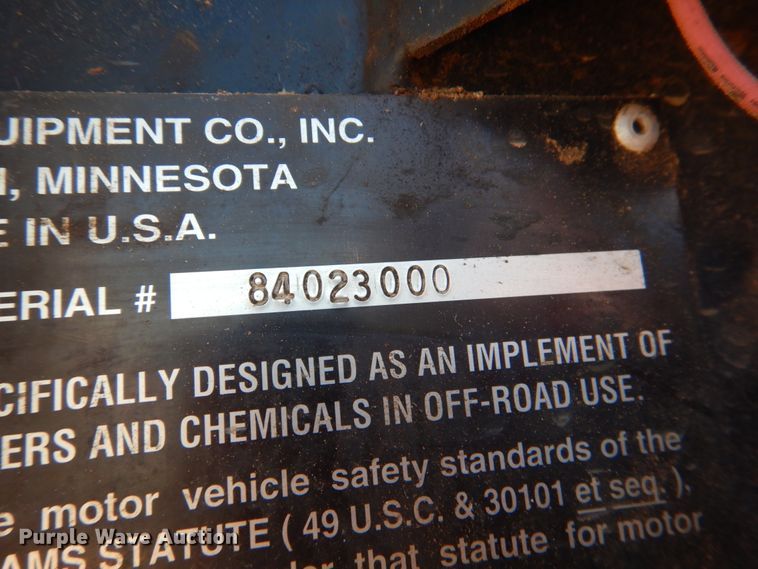 UIPMENT CO., INC.
, MINNESOTA
IN U.S.A.
ERIAL # 84023000
CIFICALLY DESIGNED AS AN IMPLEMENT OF
ERS AND CHEMICALS IN OFF-ROAD USE.
e motor vehicle safety standards of the
AMS STATUTE ( 49 U.S.C. & 30101 et seq. ),
der that statute for motor
Purple Wave Auction